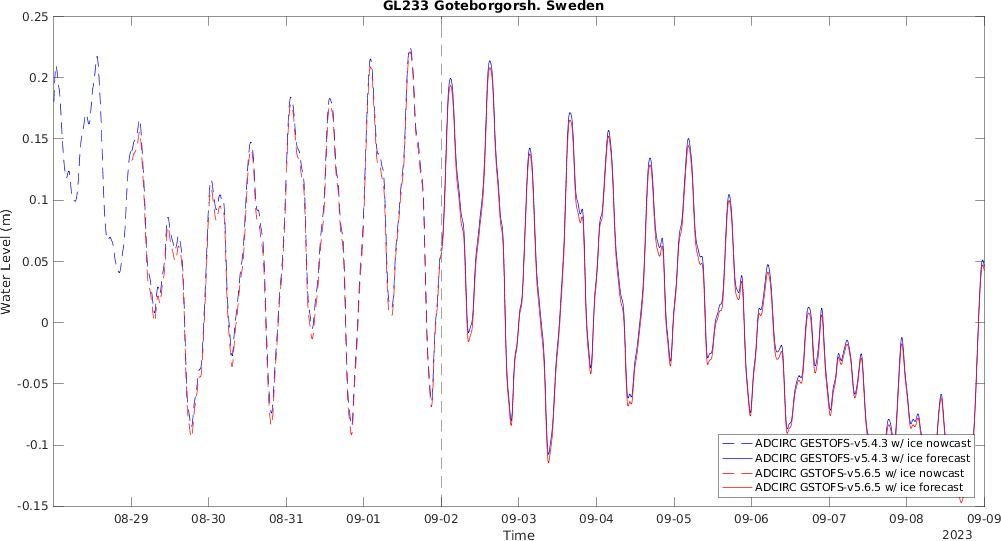 GL233 Goteborgorsh. Sweden
0.25
0.2
0.15
0.1
0.05
0
-0.05
-0.1
-0.15
Water Level (m)
ADCIRC GESTOFS-v5.4.3 w/ ice nowcast
ADCIRC GESTOFS-v5.4.3 w/ ice forecast
ADCIRC GSTOFS-v5.6.5 w/ ice nowcast
ADCIRC GSTOFS-v5.6.5 w/ ice forecast
08-29 08-30 08-31 09-01 09-02 09-03 09-04 09-05 09-06 09-07 09-08 09-09
Time
2023